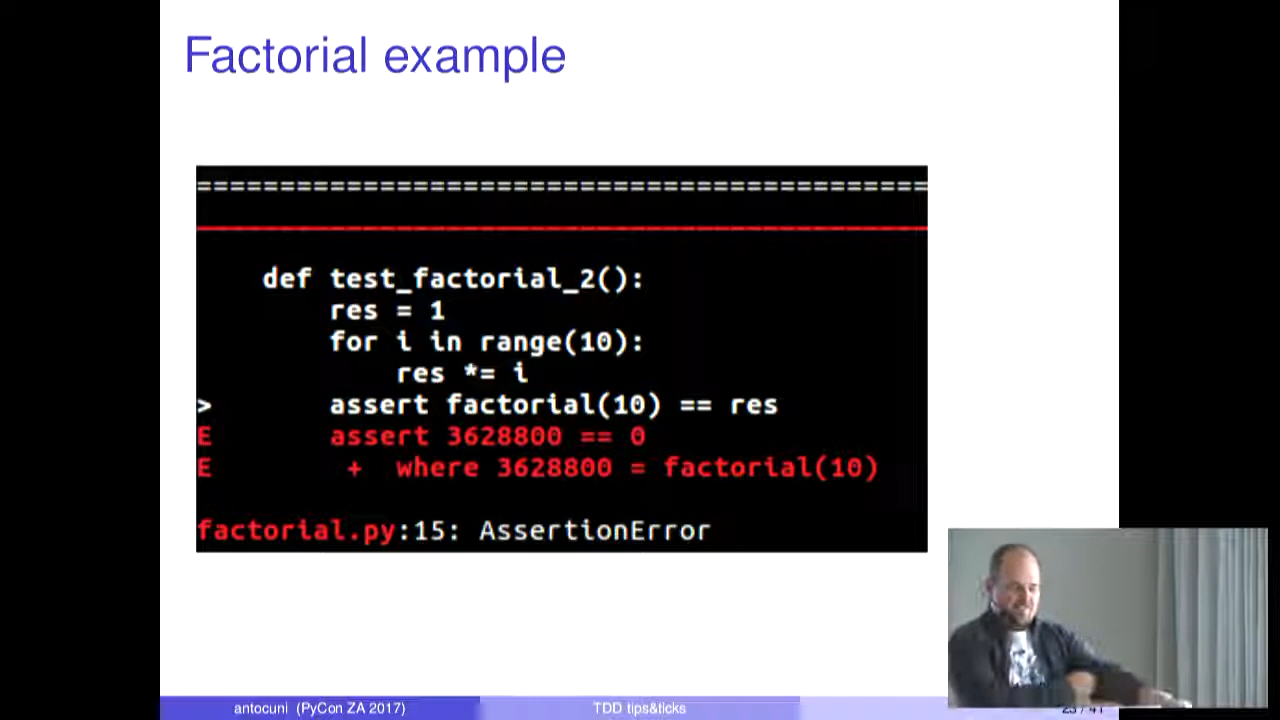 Factorial example
============================================
def test_factorial_2():
res = 1
for i in range(10):
res *= i
> assert factorial(10) == res
E assert 3628800 == 0
E + where 3628800 = factorial(10)
factorial.py:15: AssertionError
antocuni (PyCon ZA 2017)
TDD tips&ticks